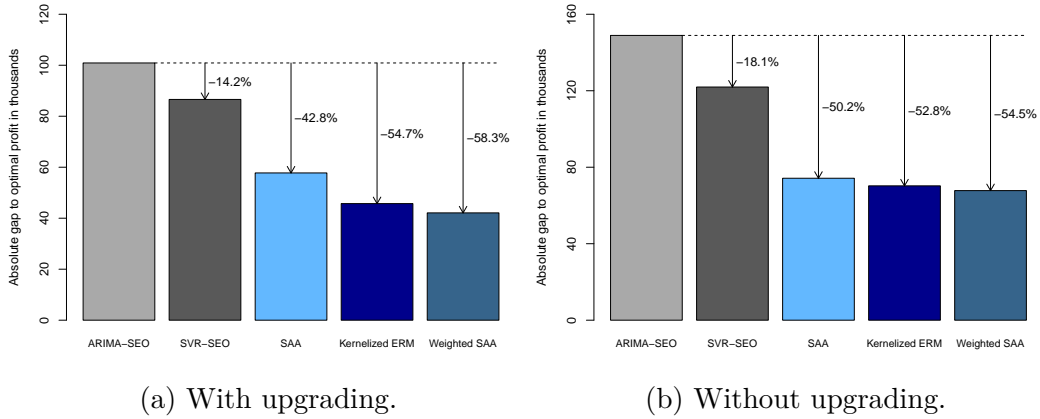 Absolute gap to optimal profit in thousands
0
20
40
60
80
100
120
−14.2%
−42.8%
−54.7%
−58.3%
ARIMA−SEO
SVR−SEO
SAA
Kernelized ERM
Weighted SAA
(a) With upgrading.
Absolute gap to optimal profit in thousands
0
40
80
120
160
−18.1%
−50.2%
−52.8%
−54.5%
ARIMA−SEO
SVR−SEO
SAA
Kernelized ERM
Weighted SAA
(b) Without upgrading.